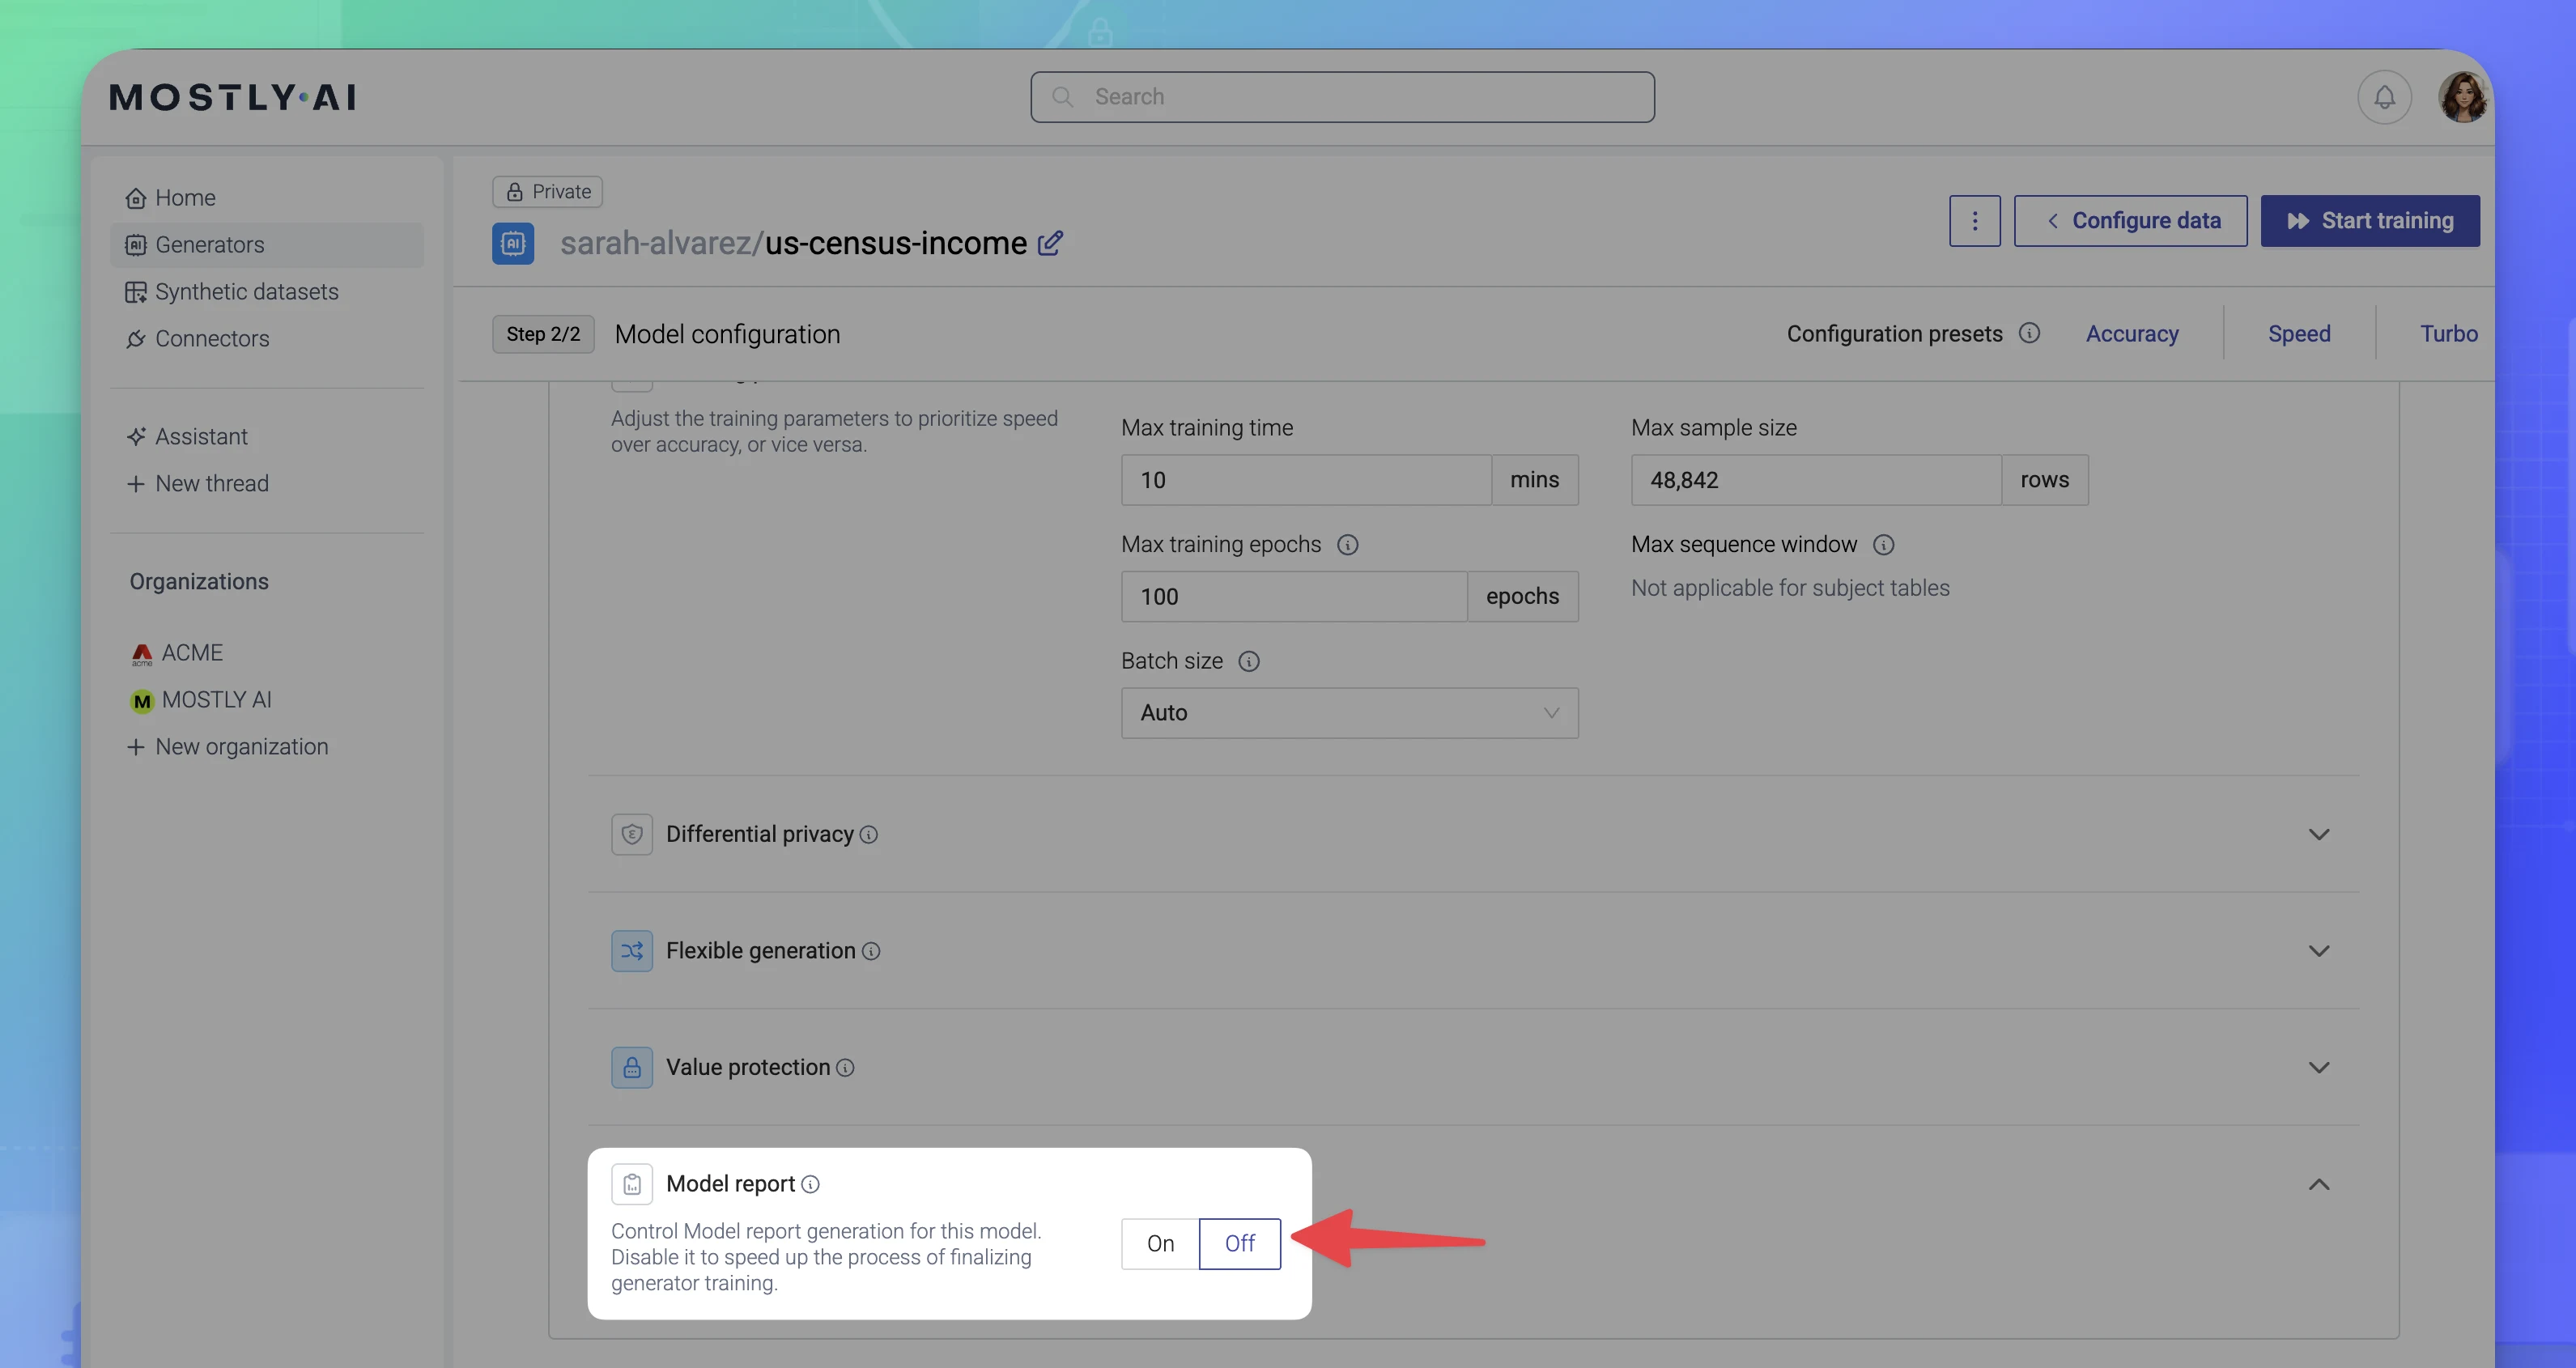 MOSTLY·AI
Search
Home
Generators
Synthetic datasets
Connectors
Assistant
New thread
Organizations
acme ACME
M MOSTLY AI
New organization
Private
sarah-alvarez/us-census-income
Configure data
Start training
Step 2/2 Model configuration
Configuration presets Accuracy Speed Turbo
Adjust the training parameters to prioritize speed
over accuracy, or vice versa.
Max training time
10 mins
Max sample size
48,842 rows
Max training epochs
100 epochs
Max sequence window
Not applicable for subject tables
Batch size
Auto
Differential privacy
Flexible generation
Value protection
Model report
Control Model report generation for this model.
Disable it to speed up the process of finalizing
generator training.
On Off